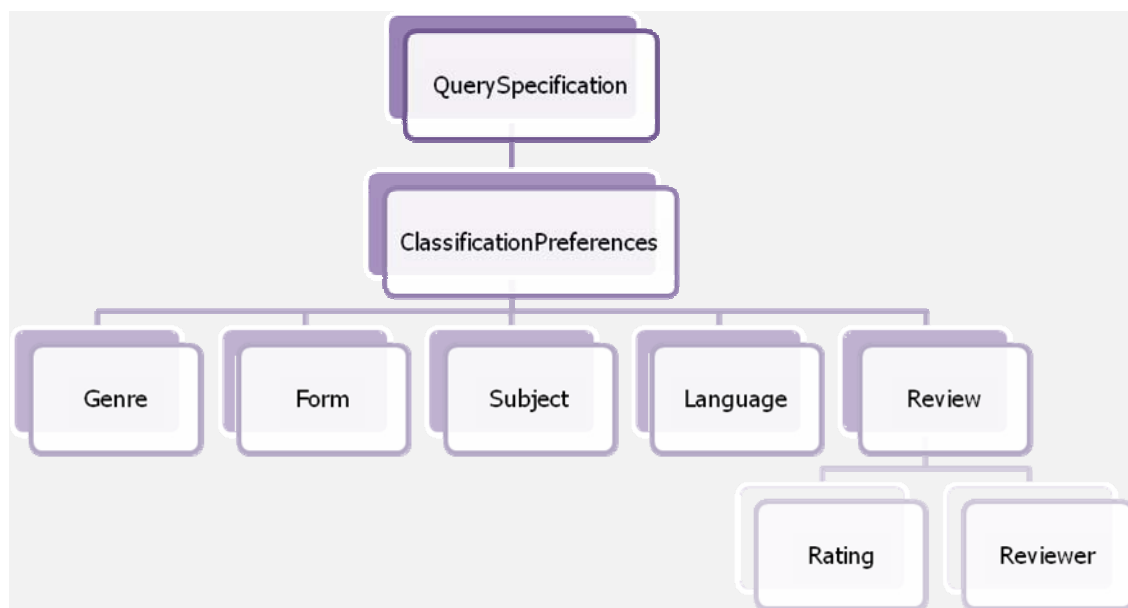 QuerySpecification
ClassificationPreferences
Genre
Form
Subject
Language
Review
Rating
Reviewer